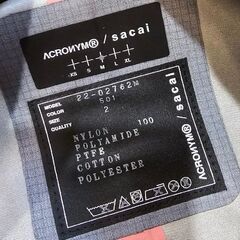 ACRONYM® / sacai
XS S M L XL
MODEL 22-02762M
COLOR 501
SIZE 2
QUALITY
NYLON 100
POLYAMIDE
PTFE
COTTON
POLYESTER
ACRONYM® / sacai